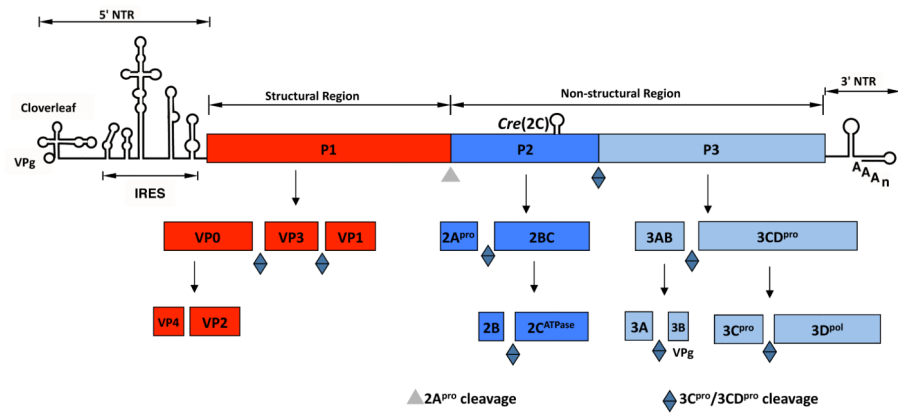 5' NTR
3' NTR
Structural Region
Non-structural Region
Cloverleaf
Cre(2C)
VPg
P1
P2
P3
AAAn
IRES
VP0
VP3
VP1
2Apro
2BC
3AB
3CDpro
VP4
VP2
2B
2CATPase
3A
3B
3Cpro
3Dpol
VPg
2Apro cleavage
3Cpro/3CDpro cleavage